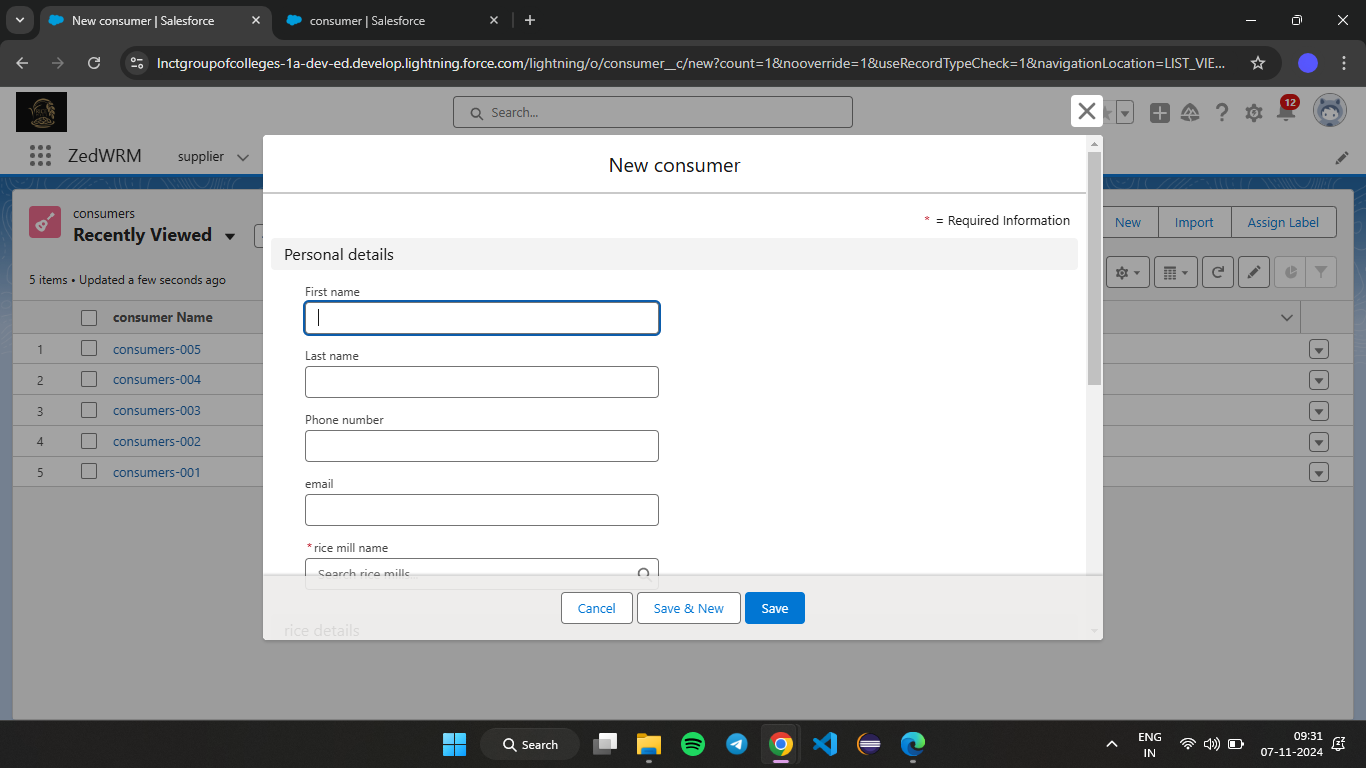 New consumer | Salesforce
consumer | Salesforce
lnctgroupofcolleges-1a-dev-ed.develop.lightning.force.com/lightning/o/consumer__c/new?count=1&nooverride=1&useRecordTypeCheck=1&navigationLocation=LIST_VIE...
Search...
12
ZedWRM
supplier
New consumer
* = Required Information
consumers
Recently Viewed
New
Import
Assign Label
Personal details
5 items • Updated a few seconds ago
First name
consumer Name
1 consumers-005
Last name
2 consumers-004
3 consumers-003
Phone number
4 consumers-002
5 consumers-001
email
*rice mill name
Search rice mills...
Cancel
Save & New
Save
rice details
Search
ENG
IN
09:31
07-11-2024